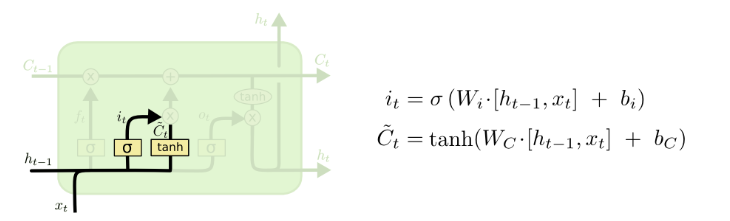 h_t
C_{t-1}
C_t
×
+
tanh
f_t
i_t
o_t
×
×
C̃_t
σ
σ
tanh
σ
h_{t-1}
h_t
x_t
i_t = σ (W_i·[h_{t-1}, x_t] + b_i)
C̃_t = tanh(W_C·[h_{t-1}, x_t] + b_C)